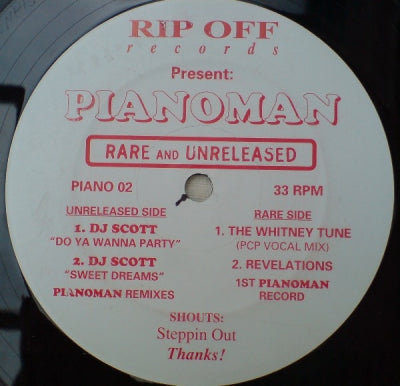 RIP OFF
records
Present:
PIANOMAN
RARE AND UNRELEASED
PIANO 02
33 RPM
UNRELEASED SIDE
1. DJ SCOTT
"DO YA WANNA PARTY"
2. DJ SCOTT
"SWEET DREAMS"
PIANOMAN REMIXES
RARE SIDE
1. THE WHITNEY TUNE
(PCP VOCAL MIX)
2. REVELATIONS
1ST PIANOMAN
RECORD
SHOUTS:
Steppin Out
Thanks!